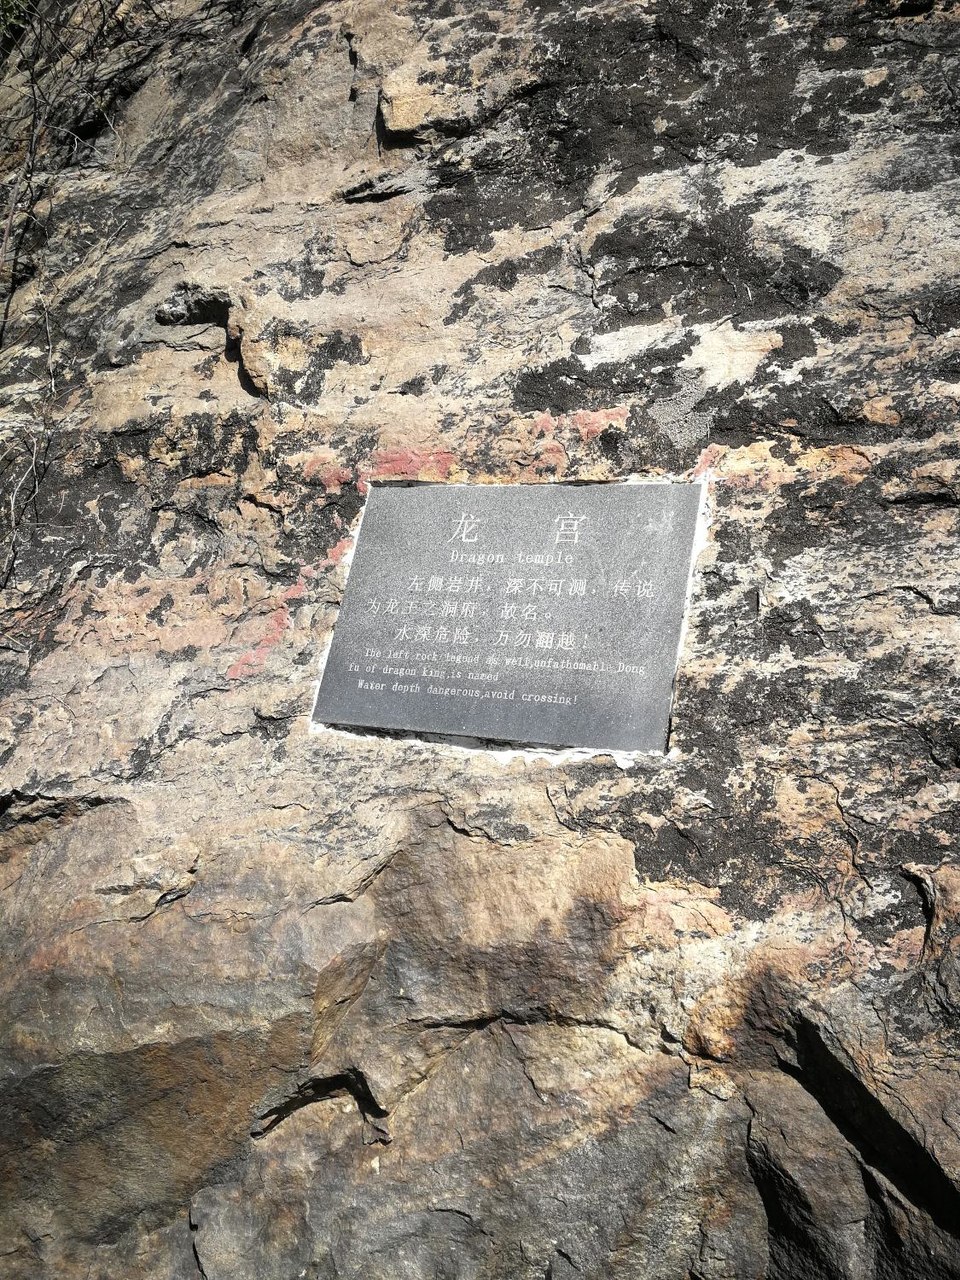 龙 宫
Dragon temple
左侧岩井，深不可测，传说
为龙王之洞府，故名。
水深危险，万勿翻越！
The left rock legend as well,unfathomable Dong
fu of dragon king,is named
Water depth dangerous,avoid crossing!